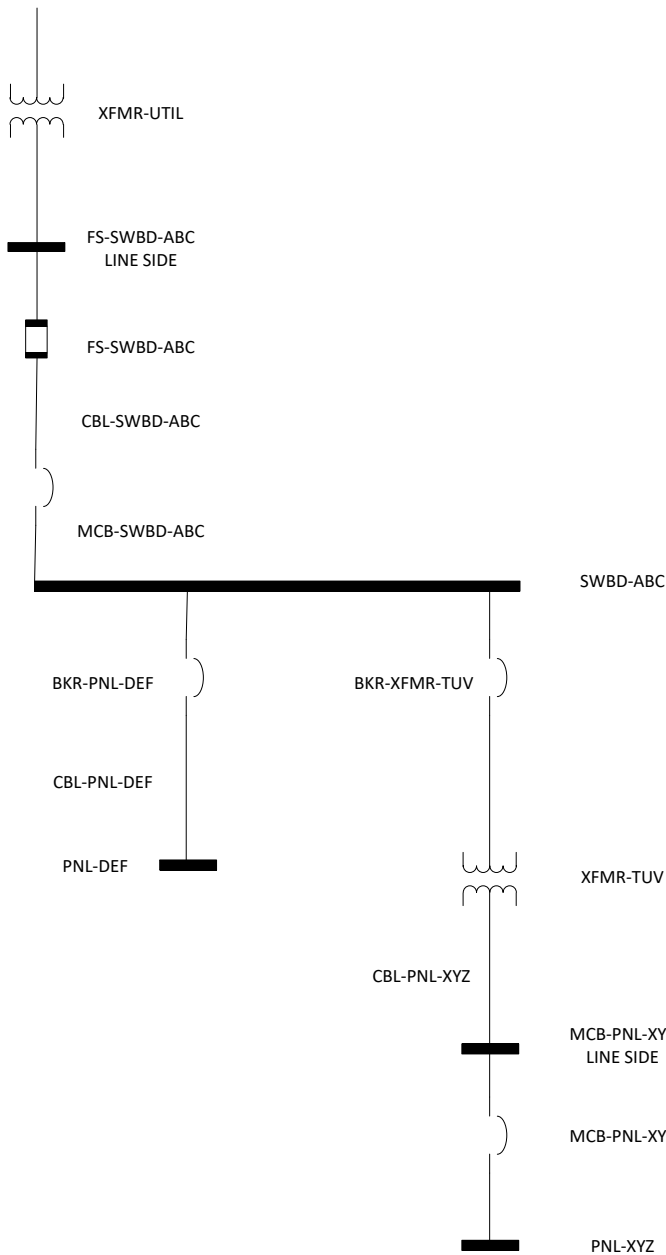 XFMR-UTIL
FS-SWBD-ABC
LINE SIDE
FS-SWBD-ABC
CBL-SWBD-ABC
MCB-SWBD-ABC
SWBD-ABC
BKR-PNL-DEF
BKR-XFMR-TUV
CBL-PNL-DEF
PNL-DEF
XFMR-TUV
CBL-PNL-XYZ
MCB-PNL-XY
LINE SIDE
MCB-PNL-XY
PNL-XYZ